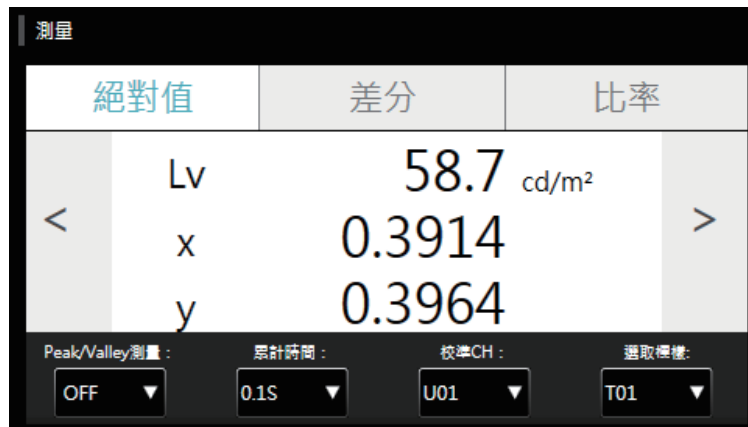 測量
絕對值 差分 比率
Lv 58.7 cd/m²
< x 0.3914 >
y 0.3964
Peak/Valley測量: 累計時間: 校準CH: 選取標樣:
OFF ▼ 0.1S ▼ U01 ▼ T01 ▼